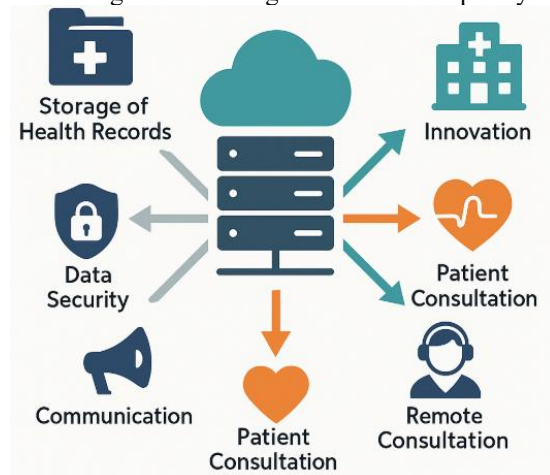 Storage of
Health Records
Innovation
Data
Security
Patient
Consultation
Communication
Patient
Consultation
Remote
Consultation